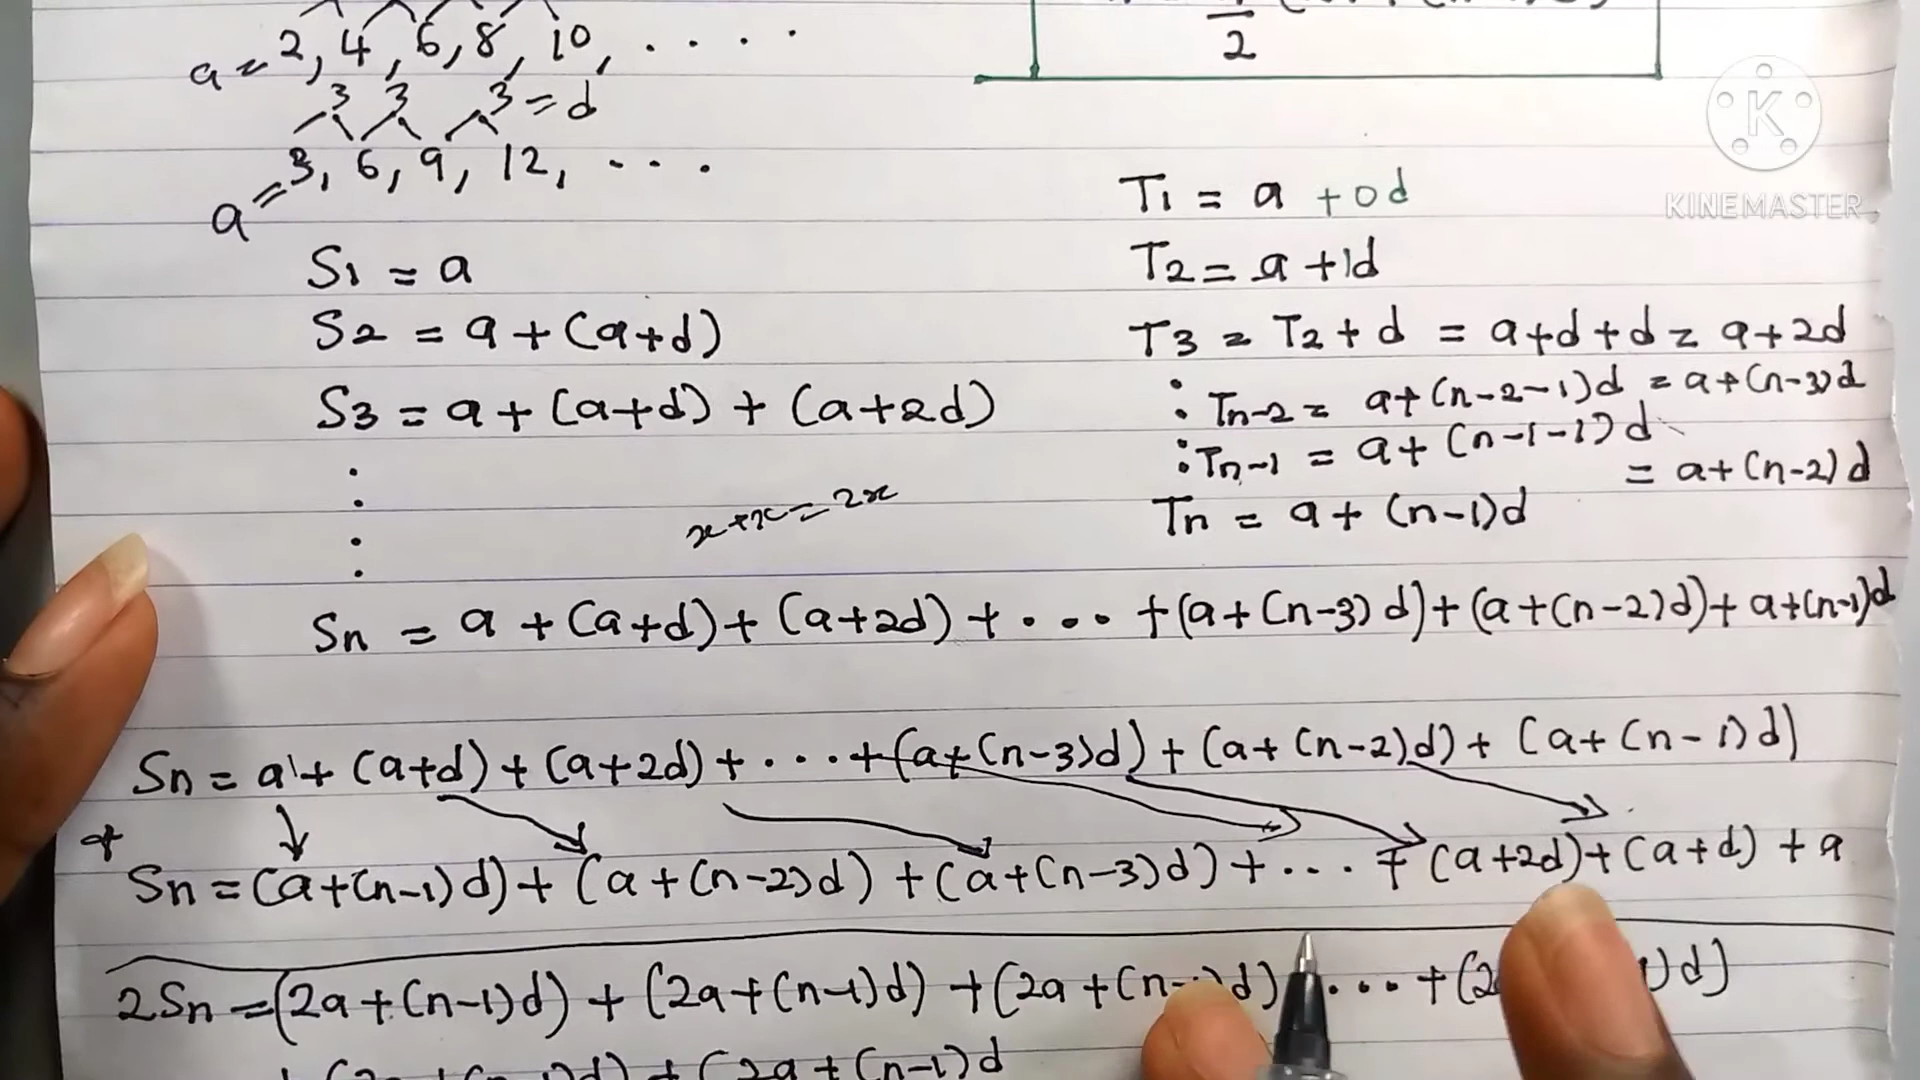 2
a = 2, 4, 6, 8, 10, . . . .
3 3 3 = d
a = 3, 6, 9, 12, . . .
K
KINEMASTER
S1 = a
S2 = a + (a+d)
S3 = a + (a+d) + (a+2d)
x+x=2x
T1 = a + 0d
T2 = a + 1d
T3 = T2 + d = a+d+d = a+2d
: Tn-2 = a+(n-2-1)d = a+(n-3)d
: Tn-1 = a+(n-1-1)d
= a+(n-2)d
Tn = a + (n-1)d
Sn = a + (a+d) + (a+2d) + ... + (a+(n-3)d) + (a+(n-2)d) + a+(n-1)d
Sn = a + (a+d) + (a+2d) + ... + (a+(n-3)d) + (a+(n-2)d) + (a+(n-1)d)
+
Sn = (a+(n-1)d) + (a+(n-2)d) + (a+(n-3)d) + ... + (a+2d) + (a+d) + a
2Sn = (2a+(n-1)d) + (2a+(n-1)d) + (2a+(n- )d) ... + (2 )d)
+ (2a+(n-1)d